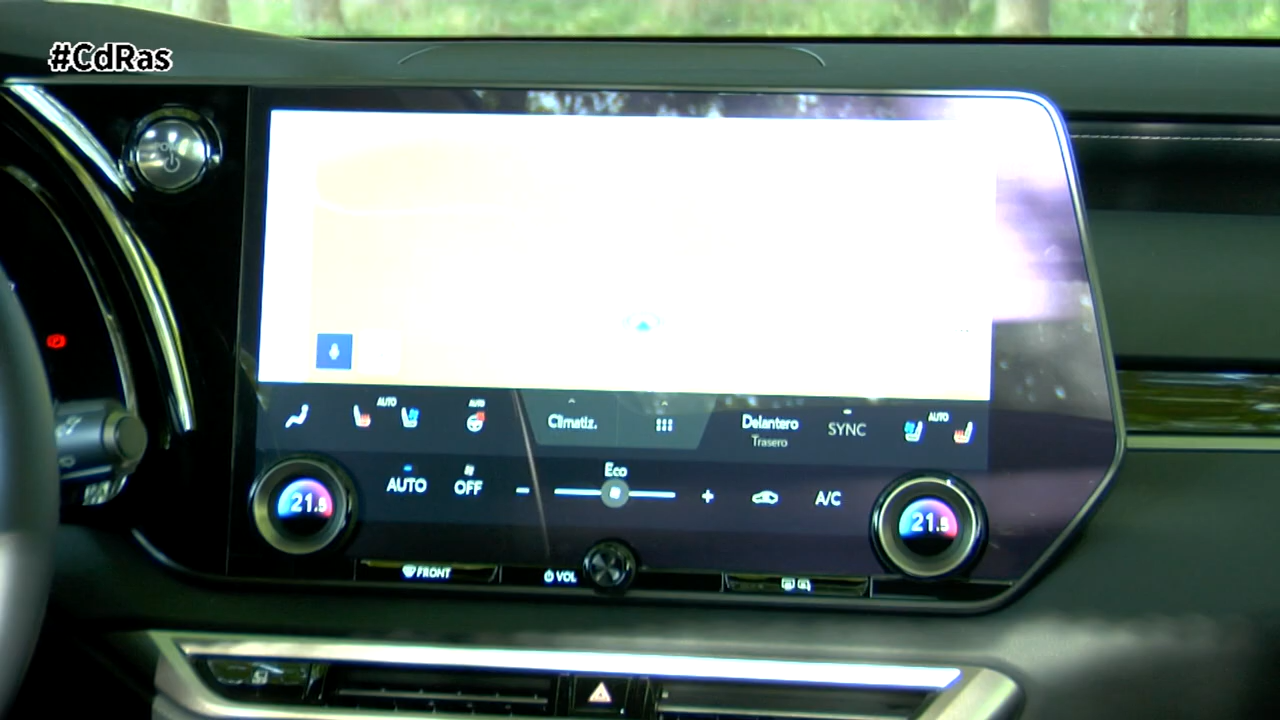 #CdRas
AUTO
AUTO
Climatiz.
Delantero
Trasero
SYNC
AUTO
Eco
AUTO
OFF
A/C
21.5
21.5
FRONT
VOL